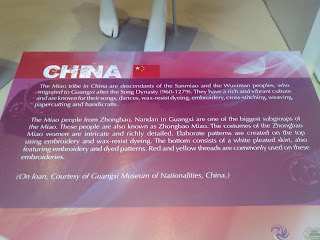 CHINA
The Miao tribe in China are descendants of the Sanmiao and the Wuximan peoples, who
migrated to Guangxi after the Song Dynasty (960-1279). They have a rich and vibrant culture
and are known for their songs, dances, wax-resist dyeing, embroidery, cross-stitching, weaving,
papercutting and handicrafts.
The Miao people from Zhongbao, Nandan in Guangxi are one of the biggest subgroups of
the Miao. These people are also known as Zhongbao Miao. The costumes of the Zhongbao
Miao women are intricate and richly detailed. Elaborate patterns are created on the top
using embroidery and wax-resist dyeing. The bottom consists of a white pleated skirt, also
featuring embroidery and dyed patterns. Red and yellow threads are commonly used on these
embroideries.
(On loan, Courtesy of Guangxi Museum of Nationalities, China.)